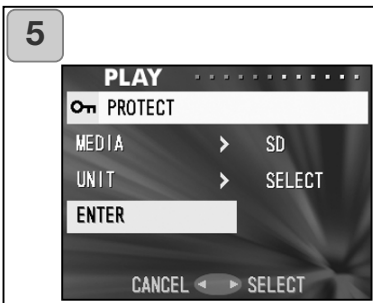 5
PLAY
PROTECT
MEDIA > SD
UNIT > SELECT
ENTER
CANCEL ◄ ► SELECT